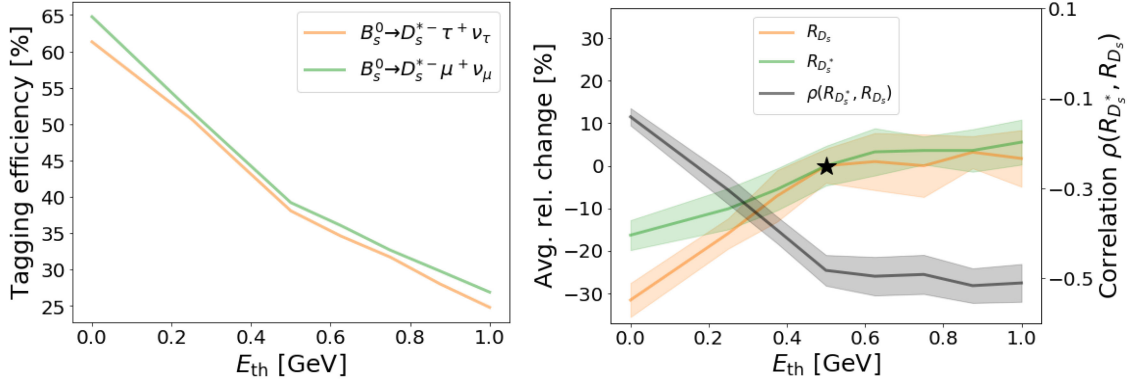 Tagging efficiency [%]
65
60
55
50
45
40
35
30
25
B_s^0→D_s^{*-} τ^+ ν_τ
B_s^0→D_s^{*-} μ^+ ν_μ
0.0 0.2 0.4 0.6 0.8 1.0
E_th [GeV]
Avg. rel. change [%]
30
20
10
0
−10
−20
−30
R_{D_s}
R_{D_s^*}
ρ(R_{D_s^*}, R_{D_s})
0.0 0.2 0.4 0.6 0.8 1.0
E_th [GeV]
0.1
−0.1
−0.3
−0.5
Correlation ρ(R_{D_s^*}, R_{D_s})